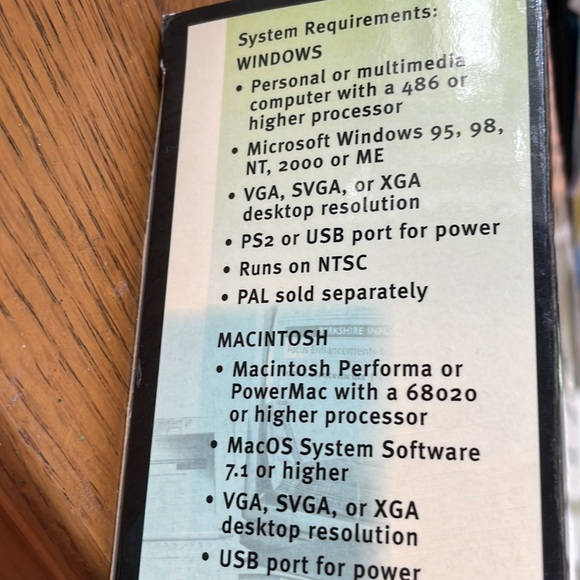 System Requirements:
WINDOWS
• Personal or multimedia
computer with a 486 or
higher processor
• Microsoft Windows 95, 98,
NT, 2000 or ME
• VGA, SVGA, or XGA
desktop resolution
• PS2 or USB port for power
• Runs on NTSC
• PAL sold separately
MACINTOSH
• Macintosh Performa or
PowerMac with a 68020
or higher processor
• MacOS System Software
7.1 or higher
• VGA, SVGA, or XGA
desktop resolution
• USB port for power